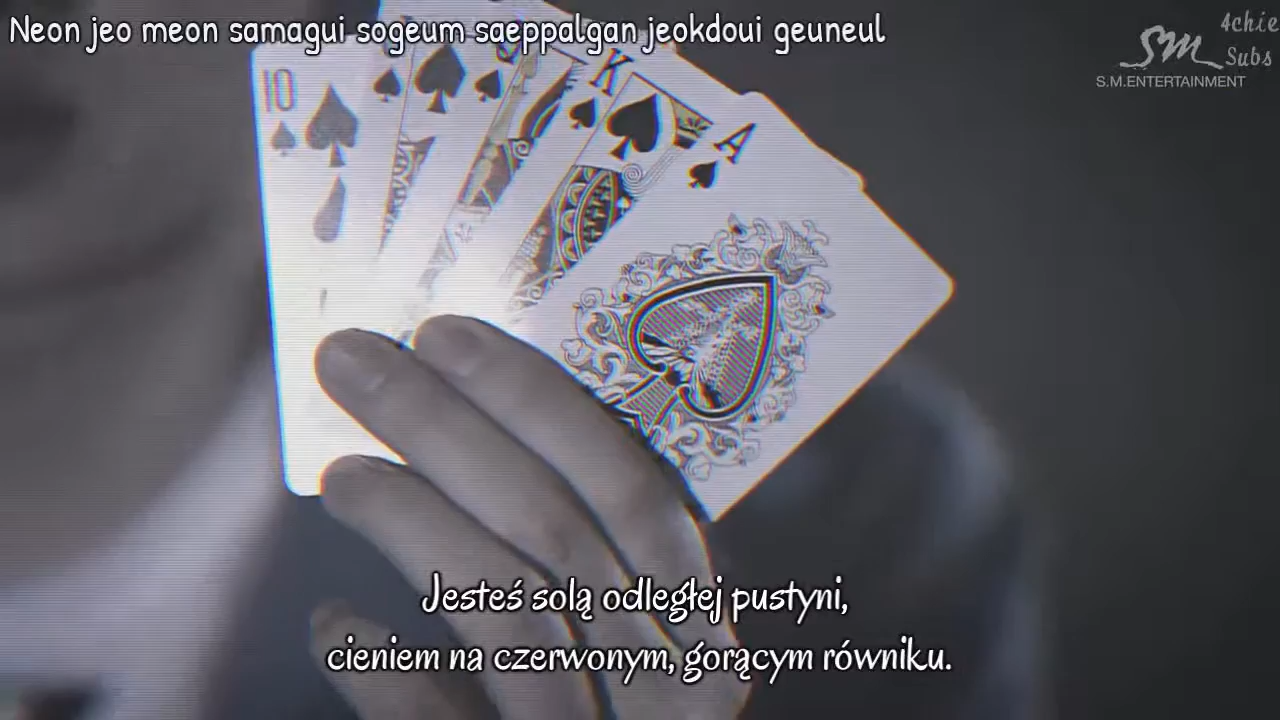 Neon jeo meon samagui sogeum saeppalgan jeokdoui geuneul
4chie
Subs
SM
S.M.ENTERTAINMENT
10
K
A
Jesteś solą odległej pustyni,
cieniem na czerwonym, gorącym równiku.